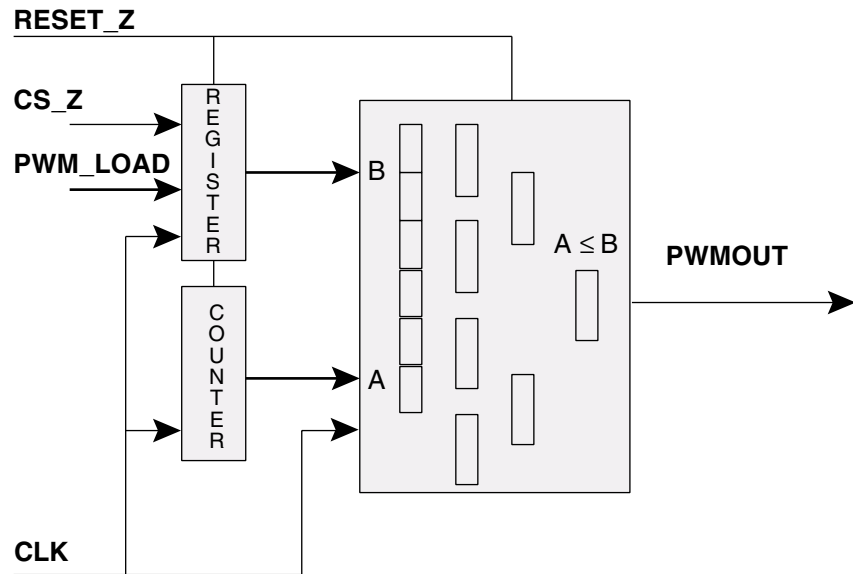 RESET_Z
CS_Z
REGISTER
PWM_LOAD
B
A ≤ B
PWMOUT
COUNTER
A
CLK